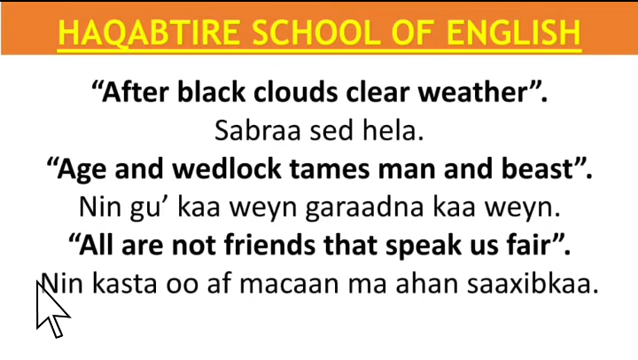 HAQABTIRE SCHOOL OF ENGLISH
“After black clouds clear weather”.
Sabraa sed hela.
“Age and wedlock tames man and beast”.
Nin gu’ kaa weyn garaadna kaa weyn.
“All are not friends that speak us fair”.
Nin kasta oo af macaan ma ahan saaxibkaa.